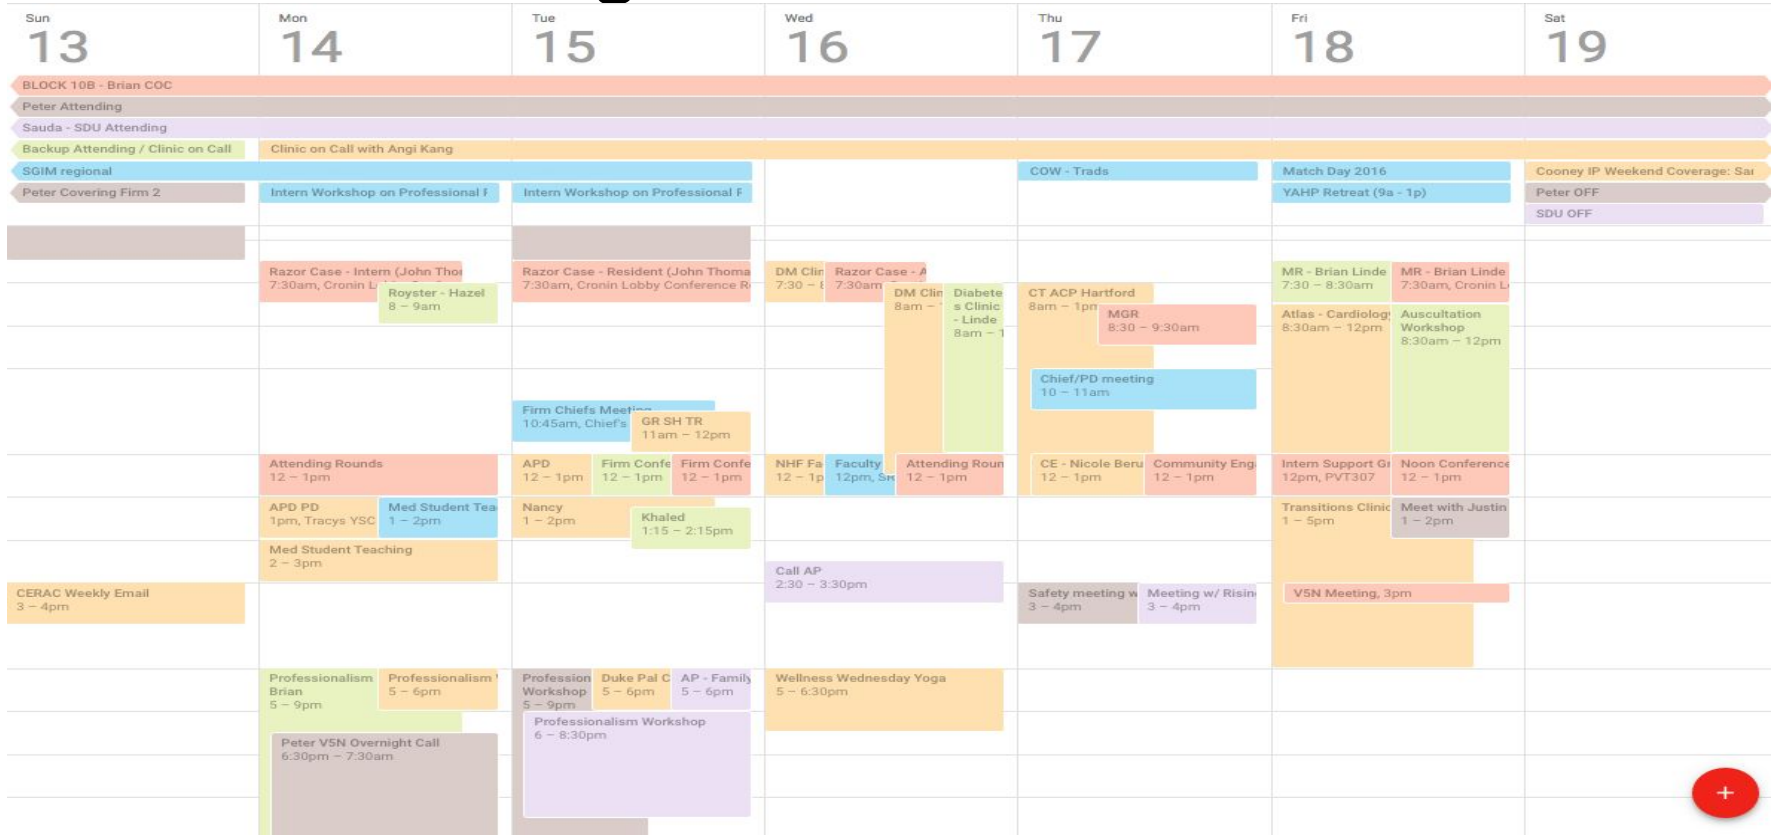 Sun
13
Mon
14
Tue
15
Wed
16
Thu
17
Fri
18
Sat
19
BLOCK 10B - Brian COC
Peter Attending
Sauda - SDU Attending
Backup Attending / Clinic on Call
Clinic on Call with Angi Kang
SGIM regional
COW - Trads
Match Day 2016
Cooney IP Weekend Coverage: Sar
Peter Covering Firm 2
Intern Workshop on Professional
Intern Workshop on Professional
YAHP Retreat (9a - 1p)
Peter OFF
SDU OFF
CERAC Weekly Email
3 – 4pm
Razor Case - Intern (John Tho
7:30am, Cronin
Royster - Hazel
8 – 9am
Attending Rounds
12 – 1pm
APD PD
1pm, Tracys YSC
Med Student Tea
1 – 2pm
Med Student Teaching
2 – 3pm
Professionalism
Brian
5 – 9pm
Professionalism
5 – 6pm
Peter V5N Overnight Call
6:30pm – 7:30am
Razor Case - Resident (John Thoma
7:30am, Cronin Lobby Conference R
Firm Chiefs Meeting
10:45am, Chief's
GR SH TR
11am – 12pm
APD
12 – 1pm
Firm Confe
12 – 1pm
Firm Confe
12 – 1pm
Nancy
1 – 2pm
Khaled
1:15 – 2:15pm
Profession
Workshop
5 – 9pm
Duke Pal C
5 – 6pm
AP - Family
5 – 6pm
Professionalism Workshop
6 – 8:30pm
DM Clin
7:30 –
Razor Case - A
7:30am
DM Clin
8am –
Diabete
s Clinic
- Linde
8am – 1
NHF Fa
12 – 1p
Faculty
12pm,
Attending Roun
12 – 1pm
Call AP
2:30 – 3:30pm
Wellness Wednesday Yoga
5 – 6:30pm
CT ACP Hartford
8am – 1pm
MGR
8:30 – 9:30am
Chief/PD meeting
10 – 11am
CE - Nicole Beru
12 – 1pm
Community Eng
12 – 1pm
Safety meeting w
3 – 4pm
Meeting w/ Risin
3 – 4pm
MR - Brian Linde
7:30 – 8:30am
MR - Brian Linde
7:30am, Cronin L
Atlas - Cardiology
8:30am – 12pm
Auscultation
Workshop
8:30am – 12pm
Intern Support Gr
12pm, PVT307
Noon Conference
12 – 1pm
Transitions Clinic
1 – 5pm
Meet with Justin
1 – 2pm
V5N Meeting, 3pm
+